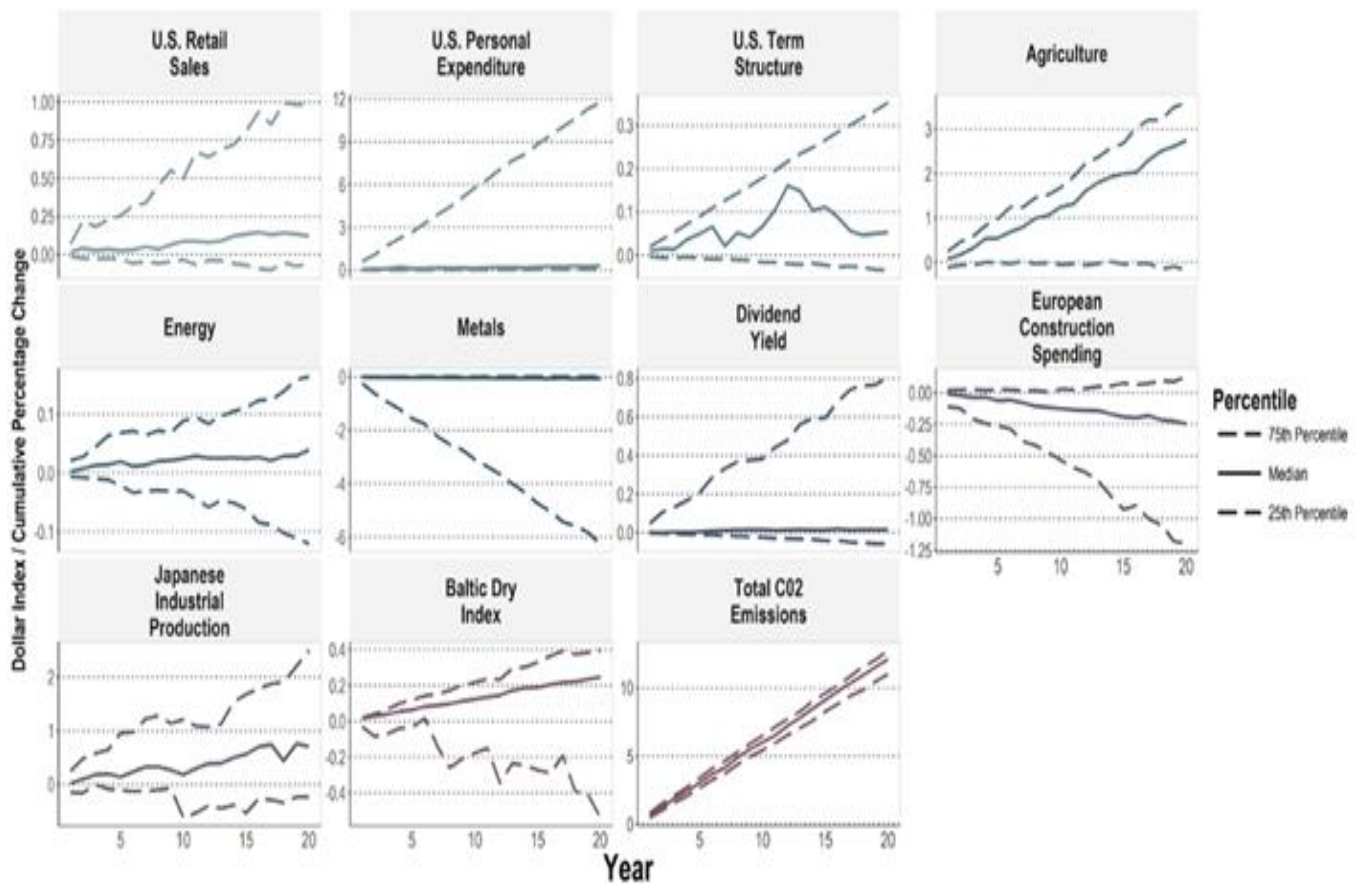 U.S. Retail
Sales
U.S. Personal
Expenditure
U.S. Term
Structure
Agriculture
1.00
0.75
0.50
0.25
0.00
12
9
6
3
0
0.3
0.2
0.1
0.0
3
2
1
0
Dollar Index / Cumulative Percentage Change
Energy
Metals
Dividend
Yield
European
Construction
Spending
0.1
0.0
-0.1
0
-2
-4
-6
0.8
0.6
0.4
0.2
0.0
0.00
-0.25
-0.50
-0.75
-1.00
-1.25
5 10 15 20
Percentile
75th Percentile
Median
25th Percentile
Japanese
Industrial
Production
Baltic Dry
Index
Total C02
Emissions
2
1
0
0.4
0.2
0.0
-0.2
-0.4
10
5
0
5 10 15 20
5 10 15 20
5 10 15 20
Year